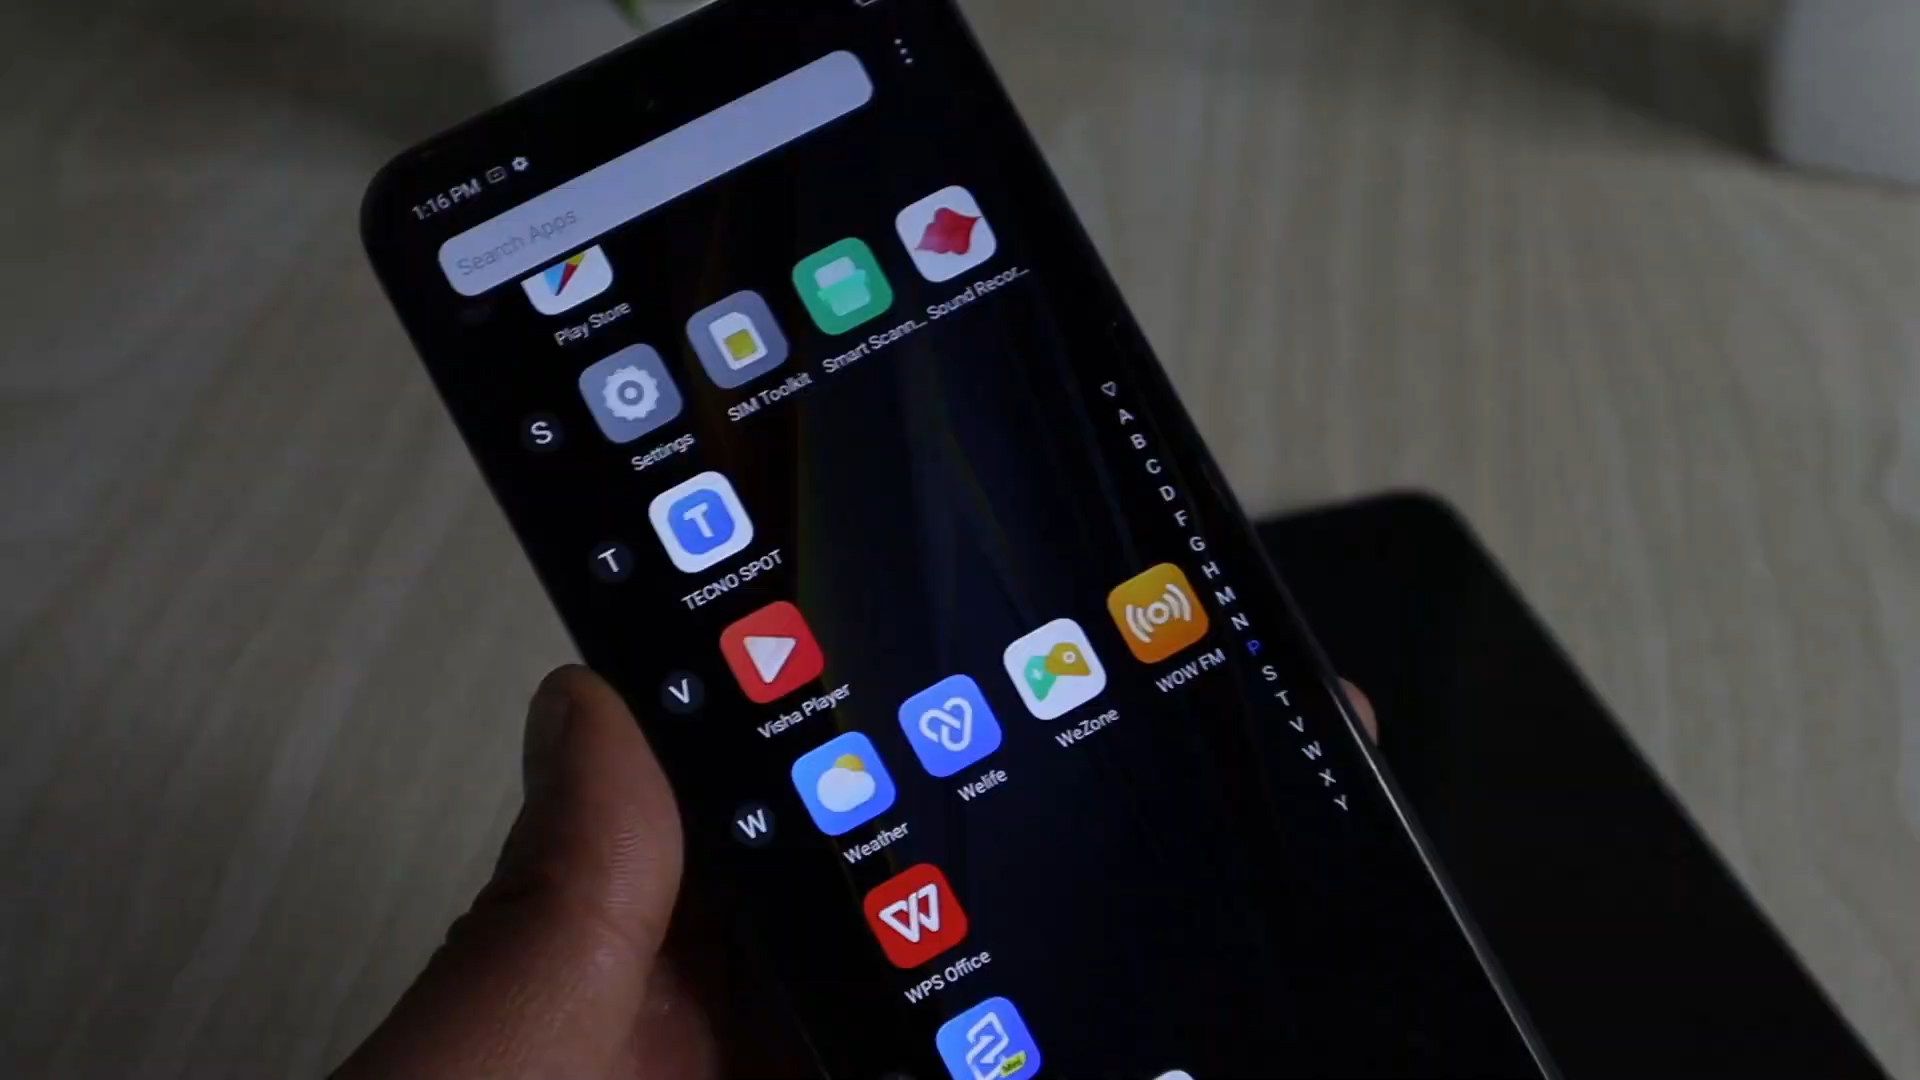 1:16 PM
Search Apps
Play Store
S
Settings
SIM Toolkit
Smart Scann...
Sound Recor...
T
T
TECNO SPOT
V
Visha Player
W
Weather
Welife
WeZone
WOW FM
W
WPS Office
Mini
A
B
C
D
F
G
H
M
N
P
S
T
V
W
X
Y